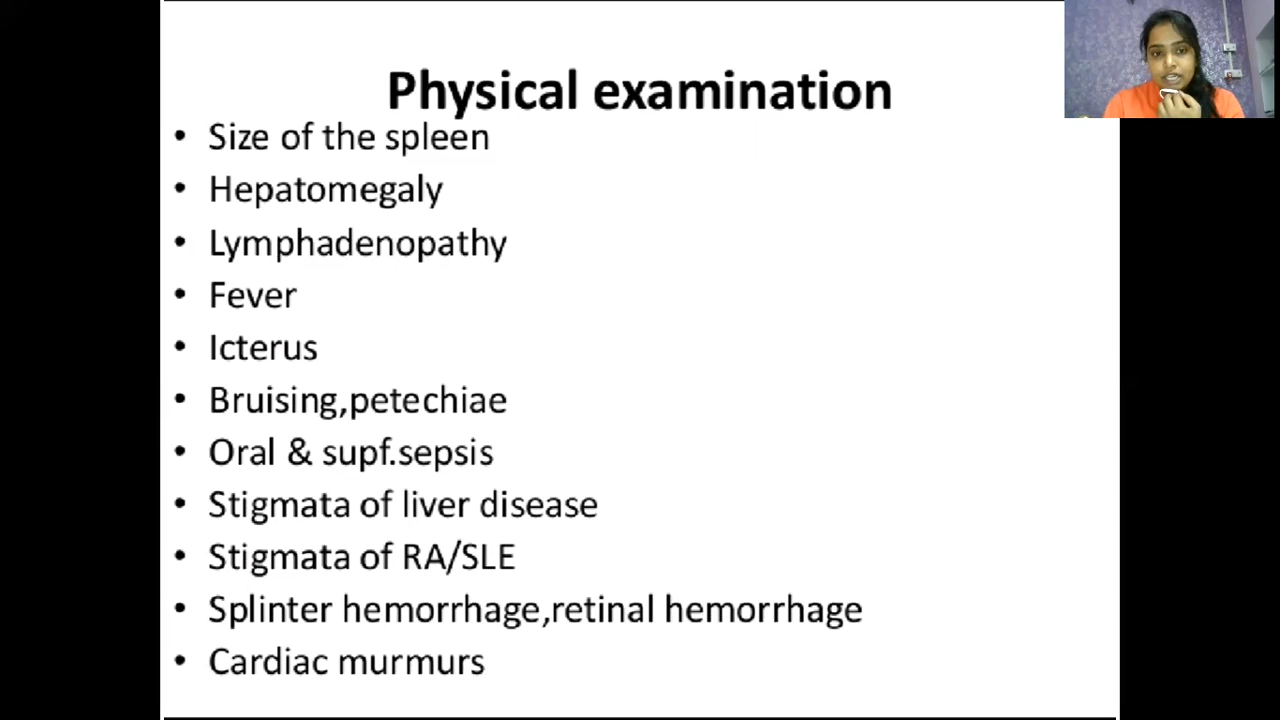 Physical examination
• Size of the spleen
• Hepatomegaly
• Lymphadenopathy
• Fever
• Icterus
• Bruising,petechiae
• Oral & supf.sepsis
• Stigmata of liver disease
• Stigmata of RA/SLE
• Splinter hemorrhage,retinal hemorrhage
• Cardiac murmurs